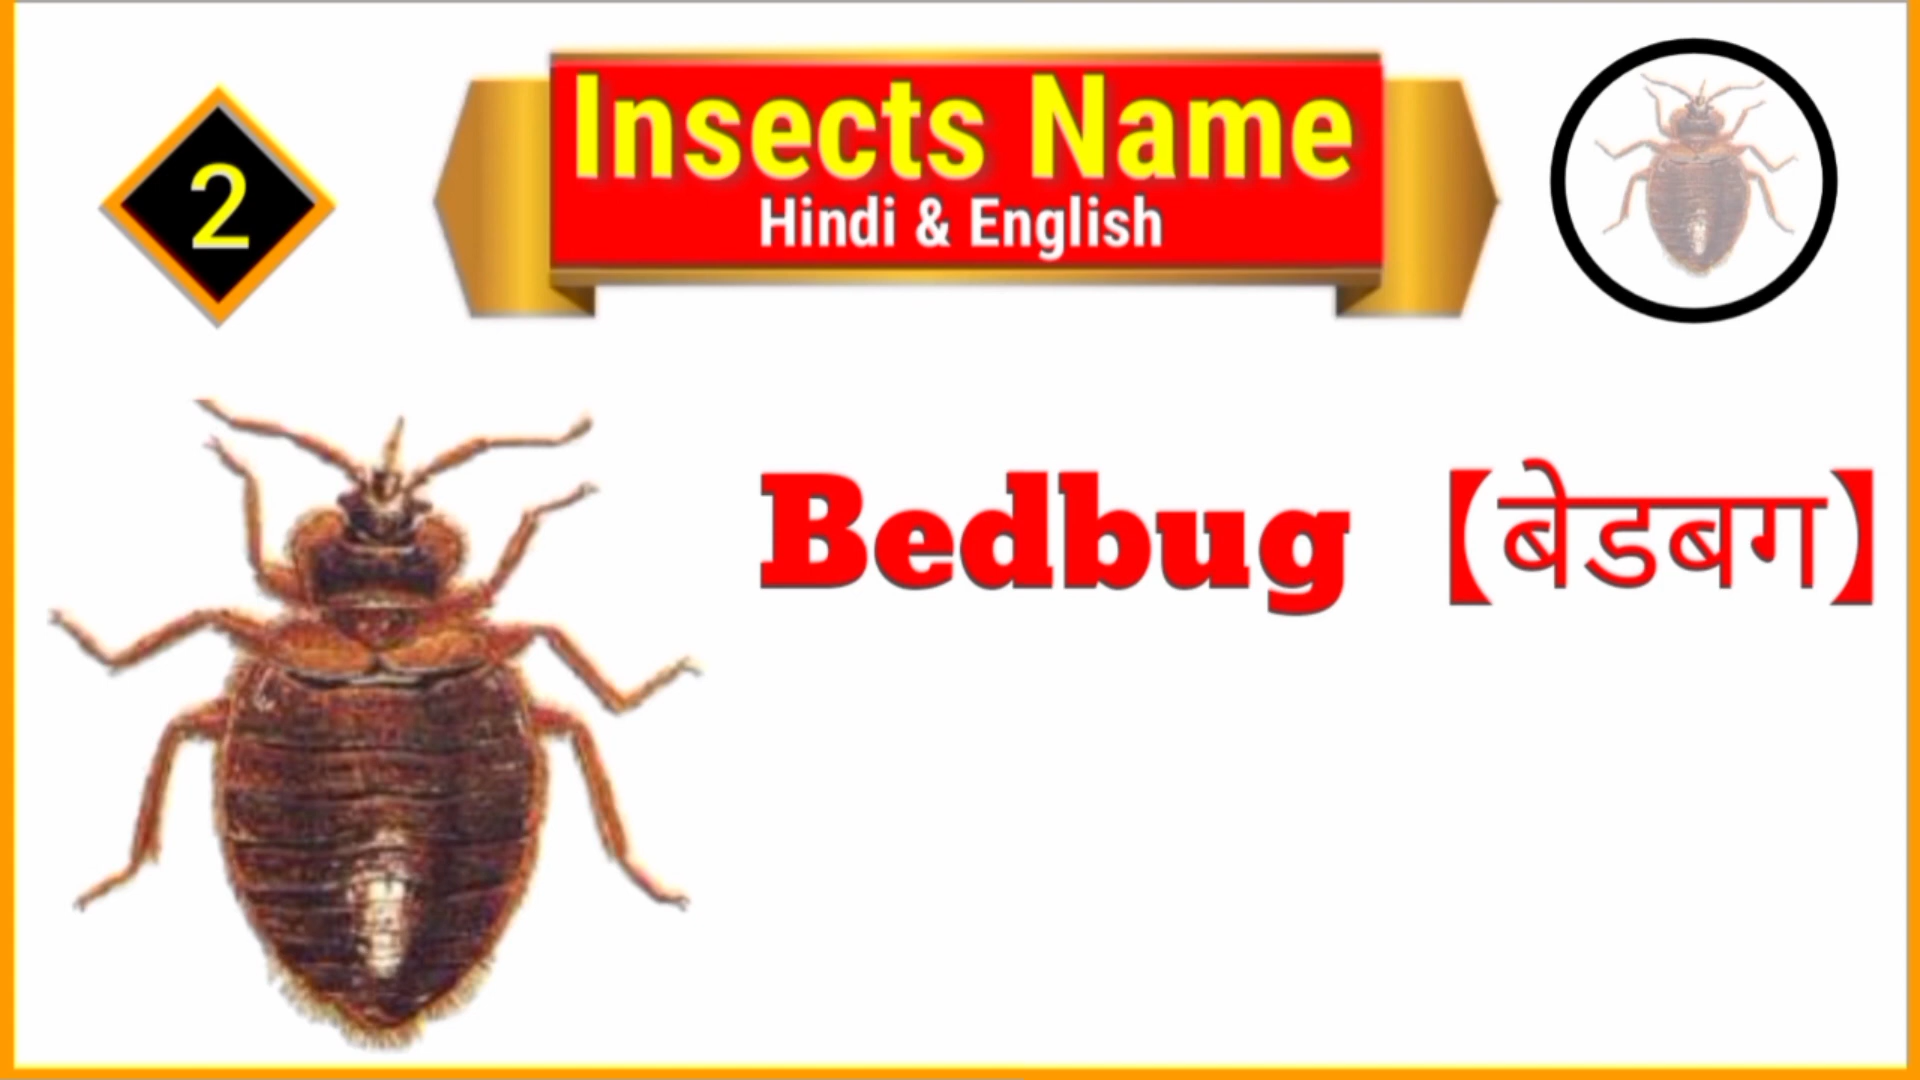 2
Insects Name
Hindi & English
Bedbug 【बेडबग】